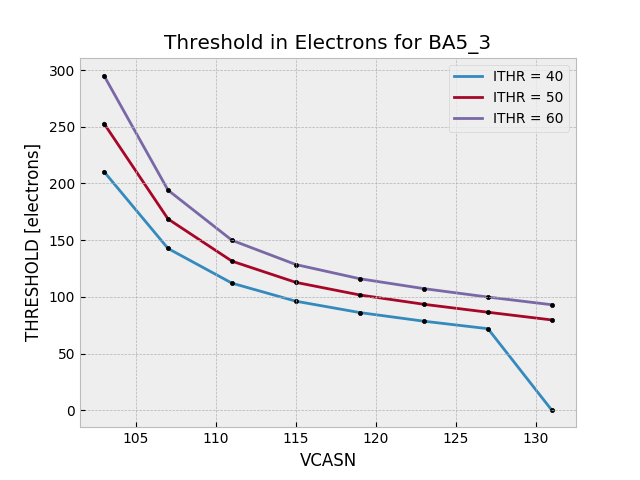 Threshold in Electrons for BA5_3
ITHR = 40
ITHR = 50
ITHR = 60
THRESHOLD [electrons]
300
250
200
150
100
50
0
105 110 115 120 125 130
VCASN